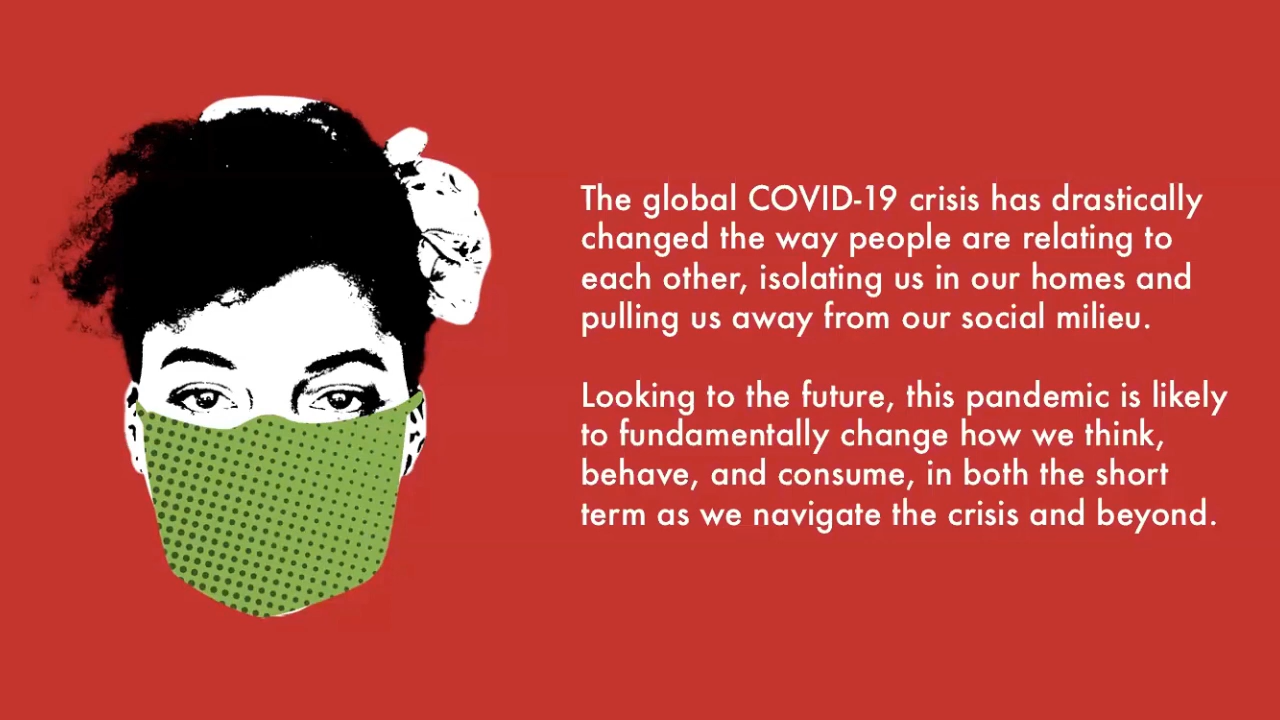 The global COVID-19 crisis has drastically
changed the way people are relating to
each other, isolating us in our homes and
pulling us away from our social milieu.
Looking to the future, this pandemic is likely
to fundamentally change how we think,
behave, and consume, in both the short
term as we navigate the crisis and beyond.